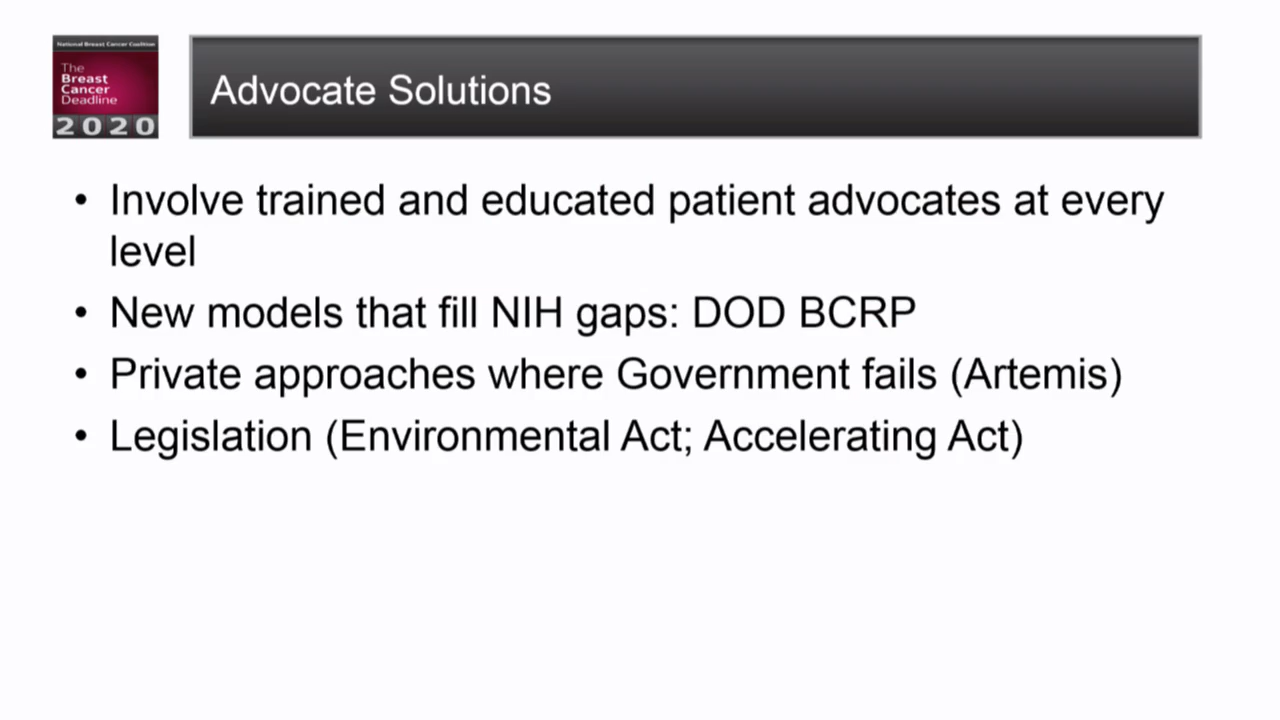 National Breast Cancer Coalition
The
Breast
Cancer
Deadline
2020
Advocate Solutions
• Involve trained and educated patient advocates at every
level
• New models that fill NIH gaps: DOD BCRP
• Private approaches where Government fails (Artemis)
• Legislation (Environmental Act; Accelerating Act)